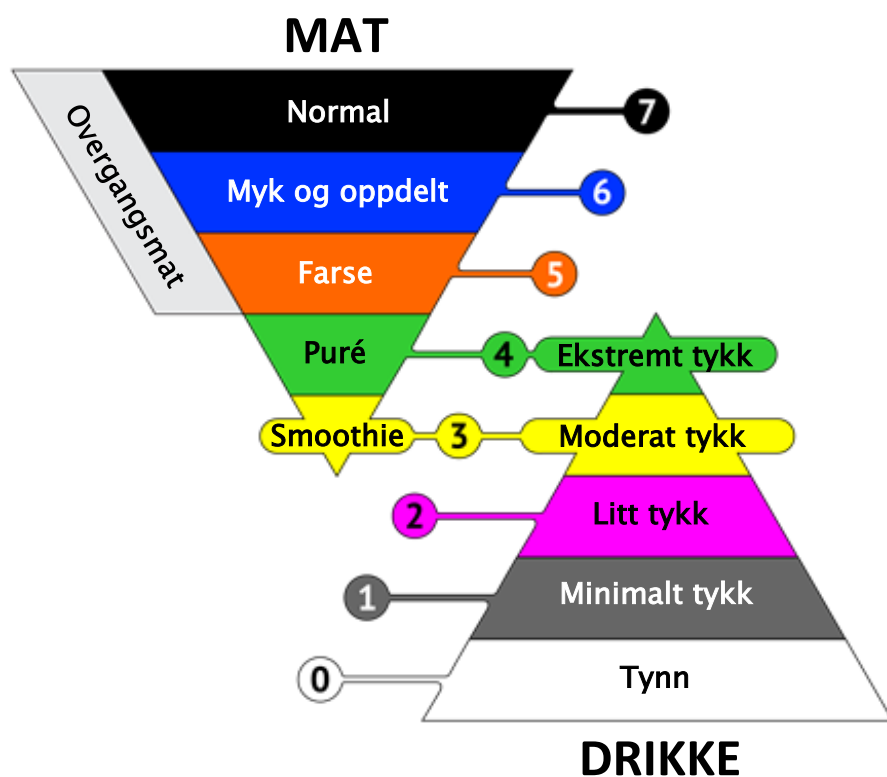 MAT
Overgangsmat
Normal 7
Myk og oppdelt 6
Farse 5
Puré 4 Ekstremt tykk
Smoothie 3 Moderat tykk
2 Litt tykk
1 Minimalt tykk
0 Tynn
DRIKKE